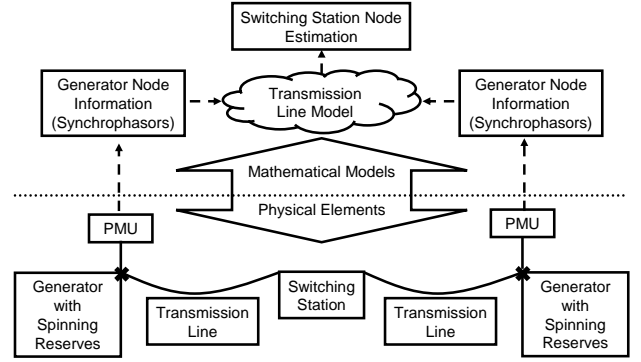 Switching Station Node
Estimation
Generator Node
Information
(Synchrophasors)
Transmission
Line Model
Generator Node
Information
(Synchrophasors)
Mathematical Models
Physical Elements
PMU
PMU
Generator
with
Spinning
Reserves
Transmission
Line
Switching
Station
Transmission
Line
Generator
with
Spinning
Reserves